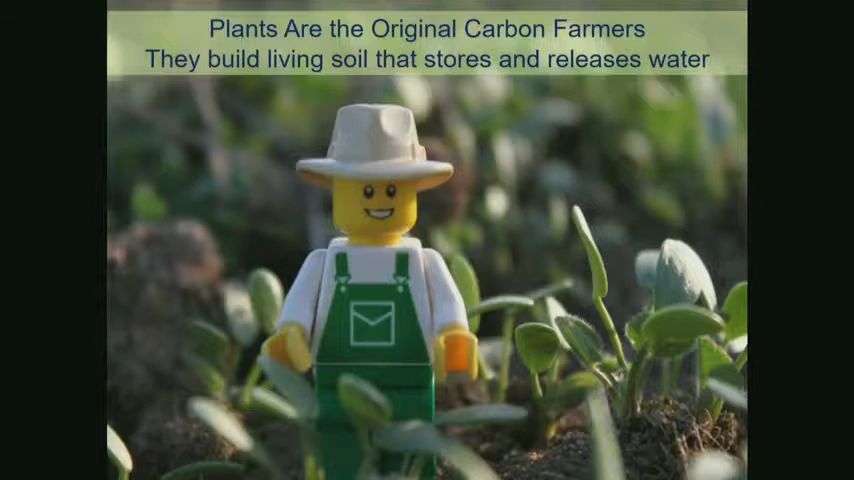 Plants Are the Original Carbon Farmers
They build living soil that stores and releases water